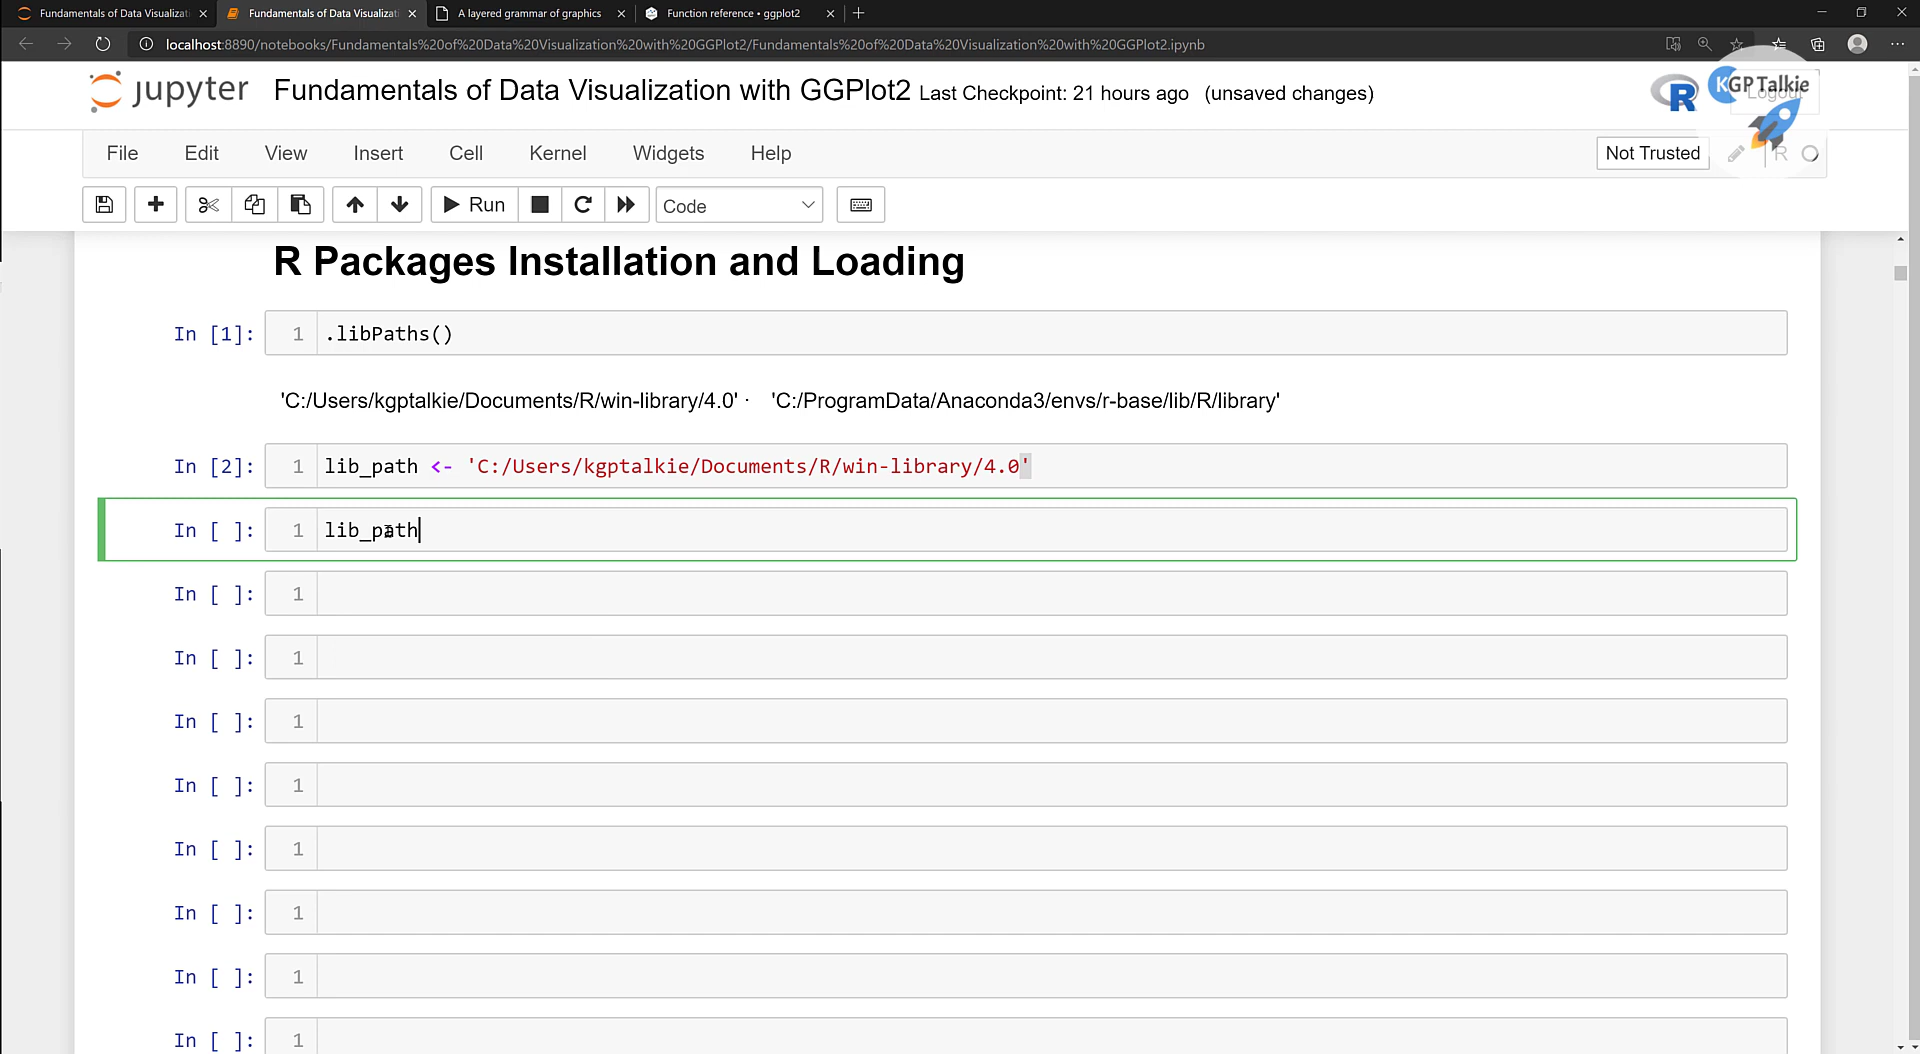 Fundamentals of Data Visualizati
Fundamentals of Data Visualizati
A layered grammar of graphics
Function reference • ggplot2
localhost:8890/notebooks/Fundamentals%20of%20Data%20Visualization%20with%20GGPlot2/Fundamentals%20of%20Data%20Visualization%20with%20GGPlot2.ipynb
jupyter Fundamentals of Data Visualization with GGPlot2 Last Checkpoint: 21 hours ago (unsaved changes)
R
KGPTalkie
Logout
File Edit View Insert Cell Kernel Widgets Help
Not Trusted
R
Run
Code
R Packages Installation and Loading
In [1]: 1 .libPaths()
'C:/Users/kgptalkie/Documents/R/win-library/4.0' · 'C:/ProgramData/Anaconda3/envs/r-base/lib/R/library'
In [2]: 1 lib_path <- 'C:/Users/kgptalkie/Documents/R/win-library/4.0'
In [ ]: 1 lib_path
In [ ]: 1
In [ ]: 1
In [ ]: 1
In [ ]: 1
In [ ]: 1
In [ ]: 1
In [ ]: 1
In [ ]: 1